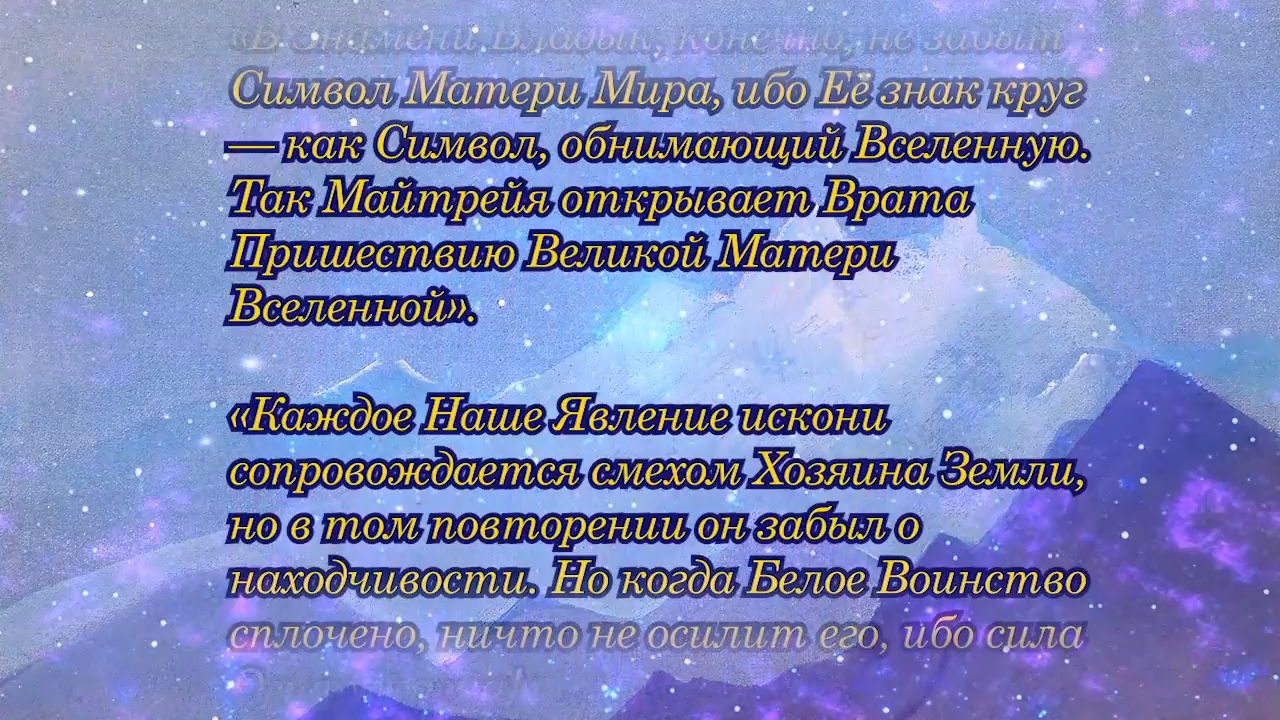 «В Знамени Владык, конечно, не забыт
Символ Матери Мира, ибо Её знак круг
— как Символ, обнимающий Вселенную.
Так Майтрейя открывает Врата
Пришествию Великой Матери
Вселенной».
«Каждое Наше Явление искони
сопровождается смехом Хозяина Земли,
но в том повторении он забыл о
находчивости. Но когда Белое Воинство
сплочено, ничто не осилит его, ибо сила